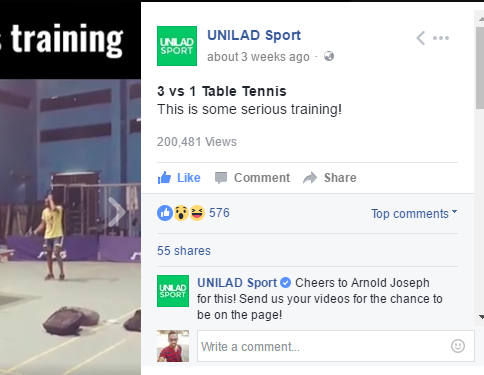 s training
UNILAD
SPORT
UNILAD Sport
about 3 weeks ago ·
3 vs 1 Table Tennis
This is some serious training!
200,481 Views
Like Comment Share
576 Top comments
55 shares
UNILAD
SPORT
UNILAD Sport Cheers to Arnold Joseph
for this! Send us your videos for the chance to
be on the page!
Write a comment...